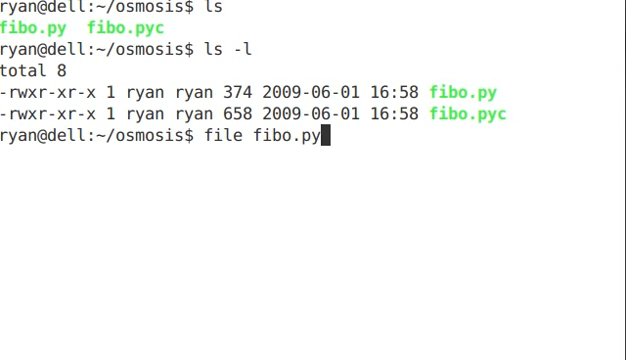 ryan@dell:~/osmosis$ ls
fibo.py  fibo.pyc
ryan@dell:~/osmosis$ ls -l
total 8
-rwxr-xr-x 1 ryan ryan 374 2009-06-01 16:58 fibo.py
-rwxr-xr-x 1 ryan ryan 658 2009-06-01 16:58 fibo.pyc
ryan@dell:~/osmosis$ file fibo.py